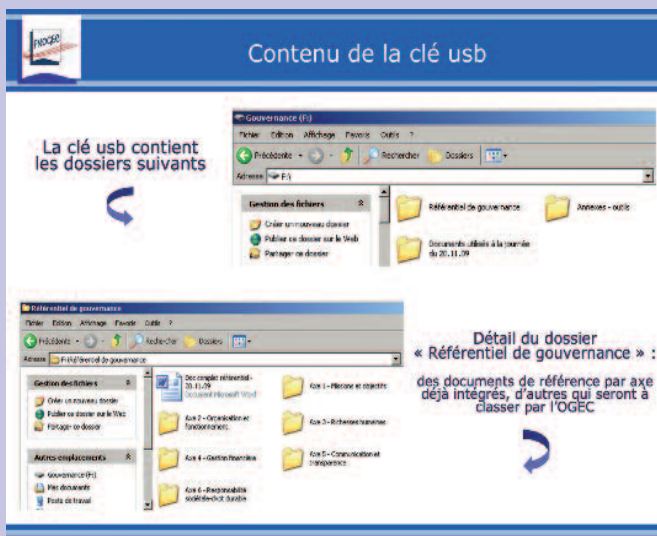 FNOGEC
Contenu de la clé usb
La clé usb contient
les dossiers suivants
Gouvernance (F:)
Fichier Edition Affichage Favoris Outils ?
Précédente Rechercher Dossiers
Adresse F:\
Gestion des fichiers
Créer un nouveau dossier
Publier ce dossier sur le Web
Partager ce dossier
Référentiel de gouvernance
Annexes - outils
Documents utilisés à la journée
du 20.11.09
Référentiel de gouvernance
Fichier Edition Affichage Favoris Outils ?
Précédente Rechercher Dossiers
Adresse F:\Référentiel de gouvernance
Gestion des fichiers
Créer un nouveau dossier
Publier ce dossier sur le Web
Partager ce dossier
Autres emplacements
Gouvernance (F:)
Mes documents
Poste de travail
Doc complet référentiel -
20.11.09
Document Microsoft Word
Axe 1 - Missions et objectifs
Axe 2 - Organisation et
fonctionnement
Axe 3 - Richesses humaines
Axe 4 - Gestion financière
Axe 5 - Communication et
transparence
Axe 6 - Responsabilité
sociétale-dvpt durable
Détail du dossier
« Référentiel de gouvernance » :
des documents de référence par axe
déjà intégrés, d'autres qui seront à
classer par l'OGEC